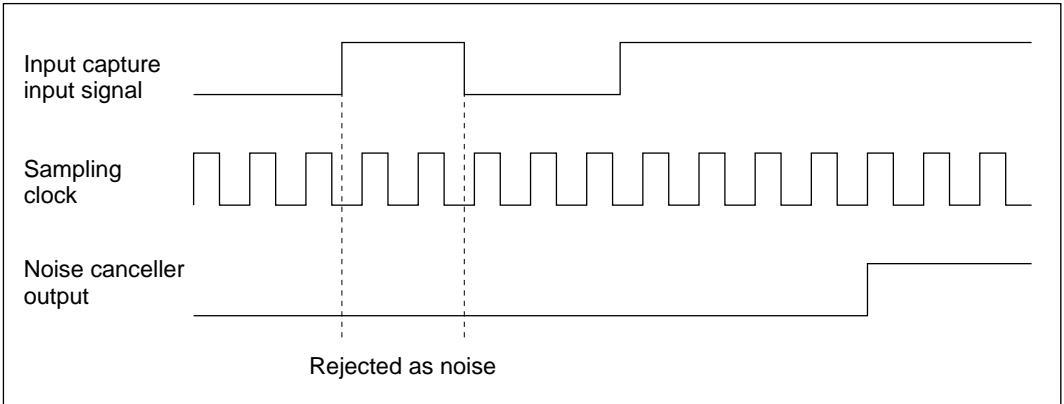 Input capture
input signal
Sampling
clock
Noise canceller
output
Rejected as noise